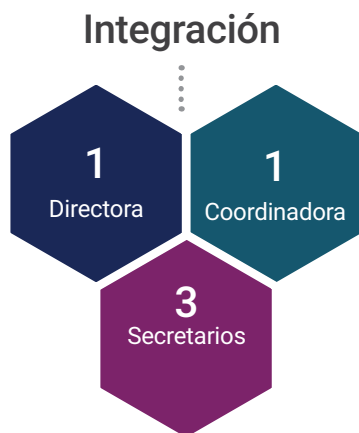 Integración
1
Directora
1
Coordinadora
3
Secretarios